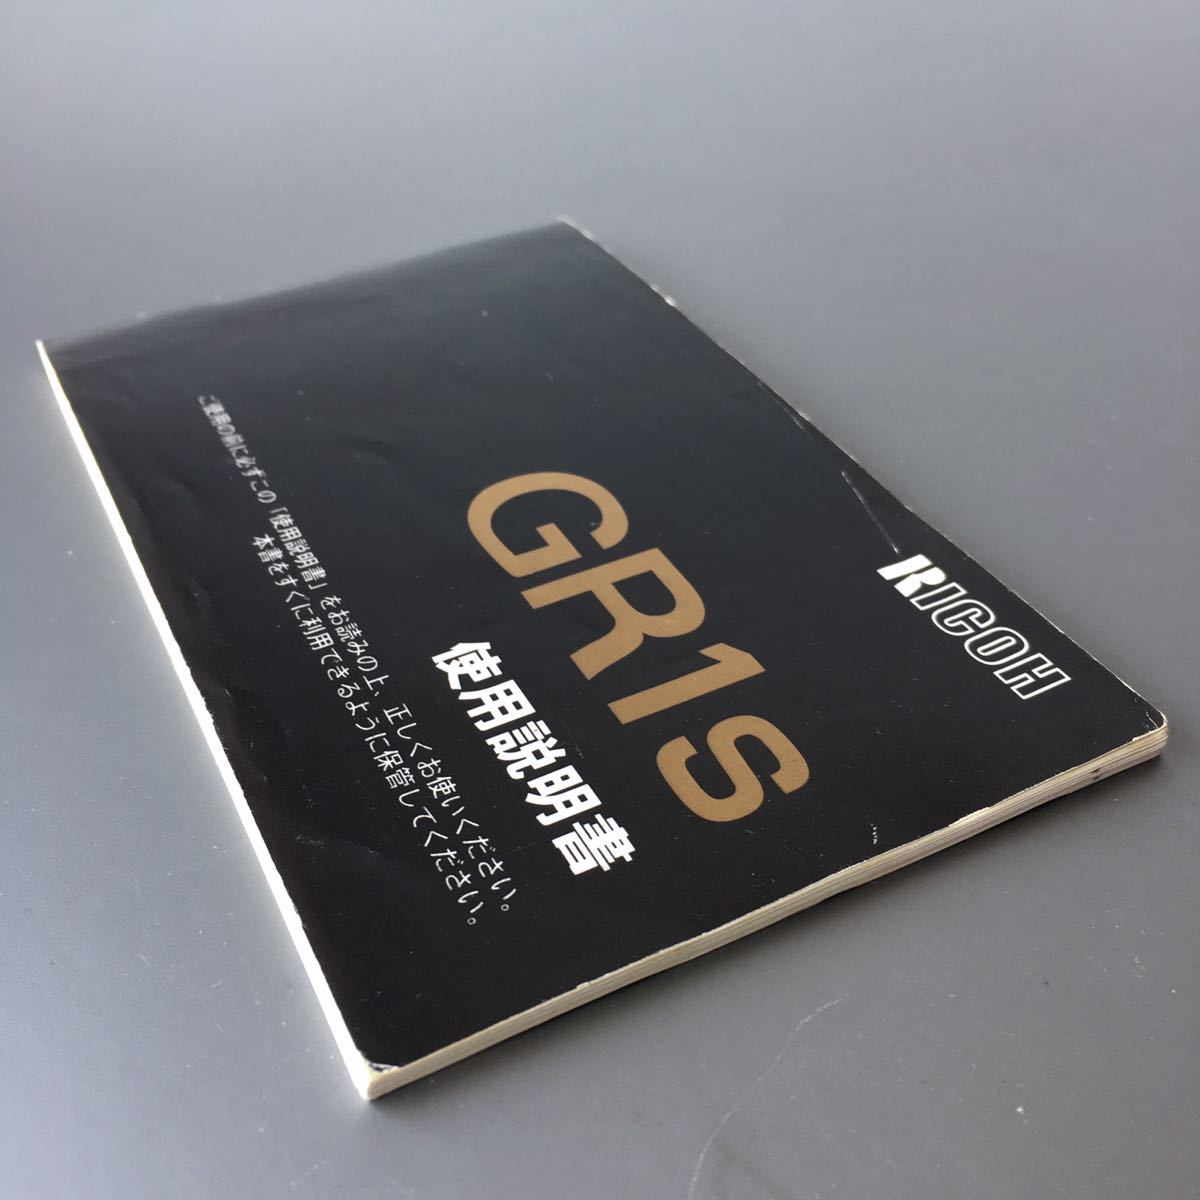 RICOH
GR1s
使用説明書
ご使用の前に必ずこの「使用説明書」をお読みの上、正しくお使いください。
本書をすぐに利用できるように保管してください。